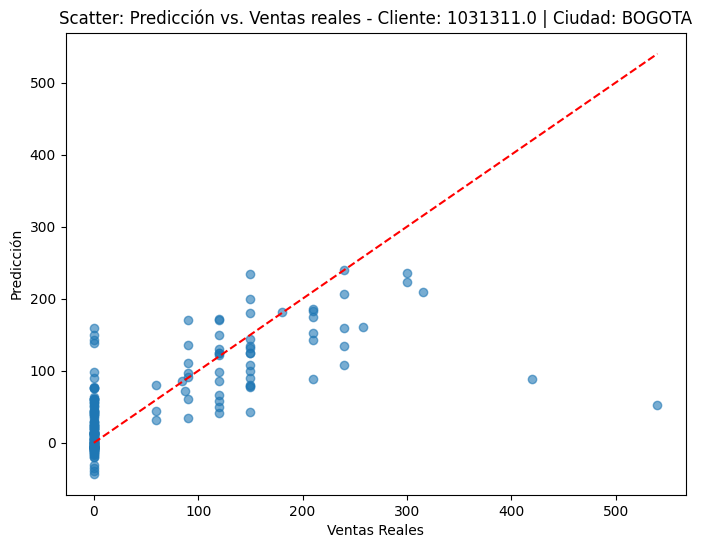 Scatter: Predicción vs. Ventas reales - Cliente: 1031311.0 | Ciudad: BOGOTA
Predicción
500
400
300
200
100
0
0 100 200 300 400 500
Ventas Reales